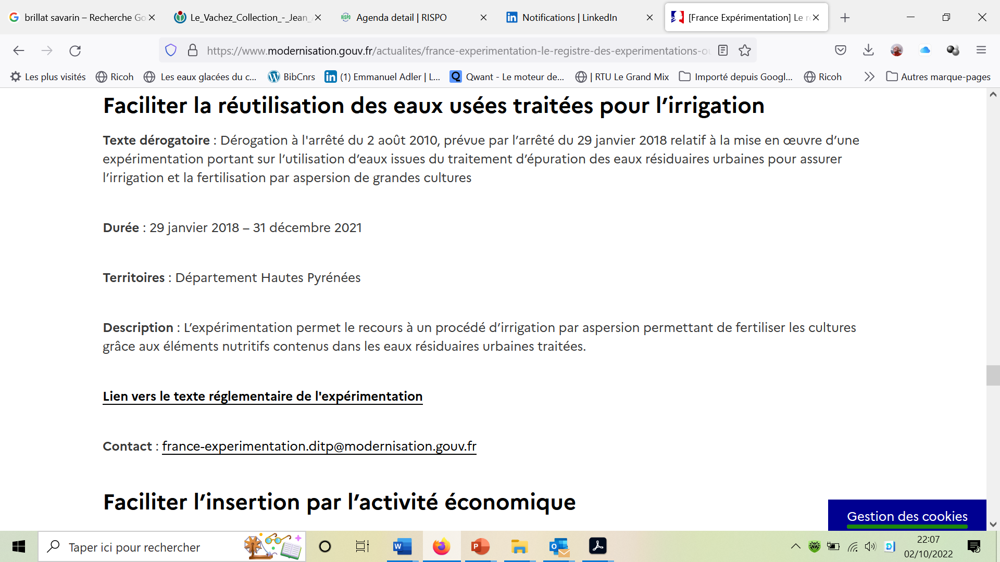 brillat savarin – Recherche Go
Le_Vachez_Collection_-_Jean_
Agenda detail | RISPO
Notifications | LinkedIn
[France Expérimentation] Le r
https://www.modernisation.gouv.fr/actualites/france-experimentation-le-registre-des-experimentations-ou
Les plus visités
Ricoh
Les eaux glacées du c...
BibCnrs
(1) Emmanuel Adler | L...
Qwant - Le moteur de...
| RTU Le Grand Mix
Importé depuis Googl...
Ricoh
Autres marque-pages
Faciliter la réutilisation des eaux usées traitées pour l’irrigation
Texte dérogatoire : Dérogation à l'arrêté du 2 août 2010, prévue par l’arrêté du 29 janvier 2018 relatif à la mise en œuvre d’une
expérimentation portant sur l’utilisation d’eaux issues du traitement d’épuration des eaux résiduaires urbaines pour assurer
l’irrigation et la fertilisation par aspersion de grandes cultures
Durée : 29 janvier 2018 – 31 décembre 2021
Territoires : Département Hautes Pyrénées
Description : L’expérimentation permet le recours à un procédé d’irrigation par aspersion permettant de fertiliser les cultures
grâce aux éléments nutritifs contenus dans les eaux résiduaires urbaines traitées.
Lien vers le texte réglementaire de l'expérimentation
Contact : france-experimentation.ditp@modernisation.gouv.fr
Faciliter l’insertion par l’activité économique
Gestion des cookies
Taper ici pour rechercher
22:07
02/10/2022